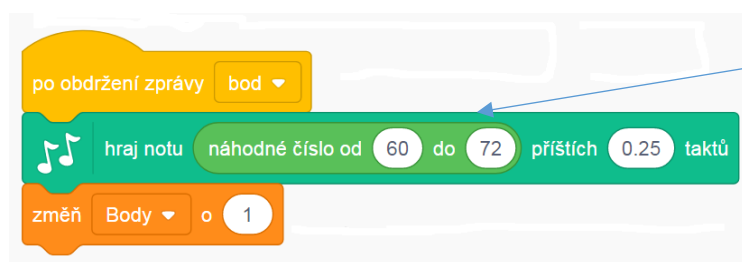 po obdržení zprávy bod
hraj notu náhodné číslo od 60 do 72 příštích 0.25 taktů
změň Body o 1